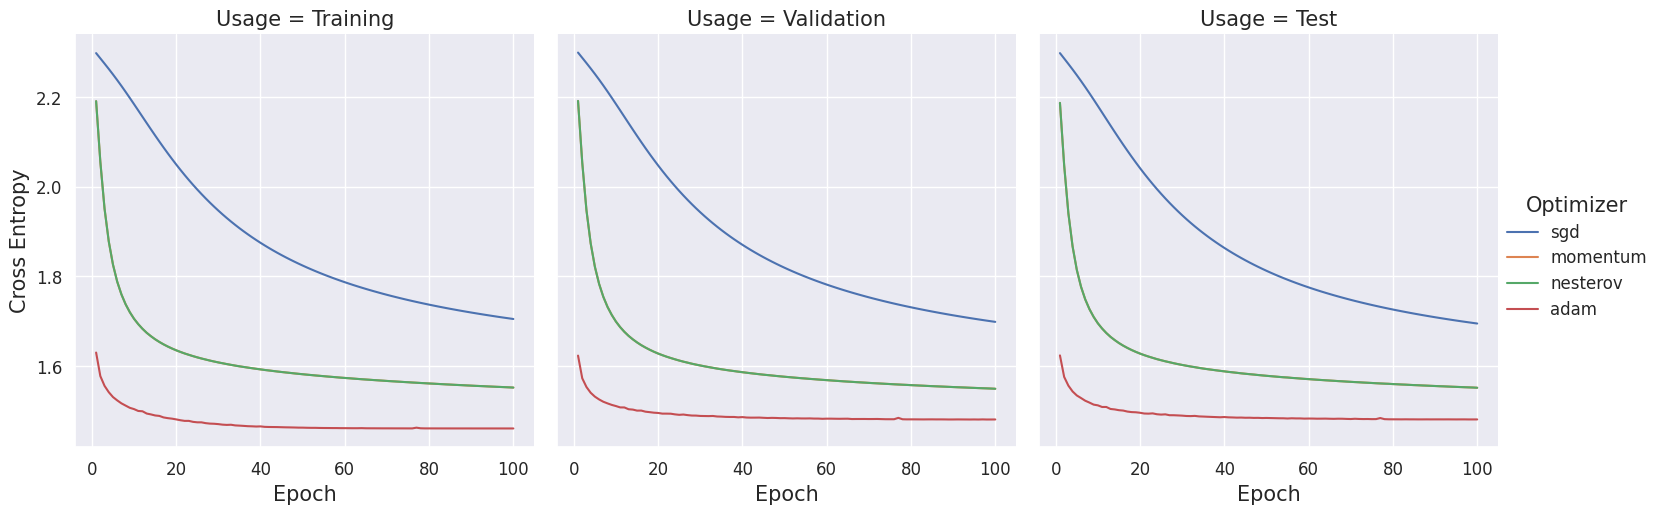 Usage = Training
Usage = Validation
Usage = Test
Cross Entropy
2.2
2.0
1.8
1.6
0 20 40 60 80 100
0 20 40 60 80 100
0 20 40 60 80 100
Epoch
Epoch
Epoch
Optimizer
sgd
momentum
nesterov
adam